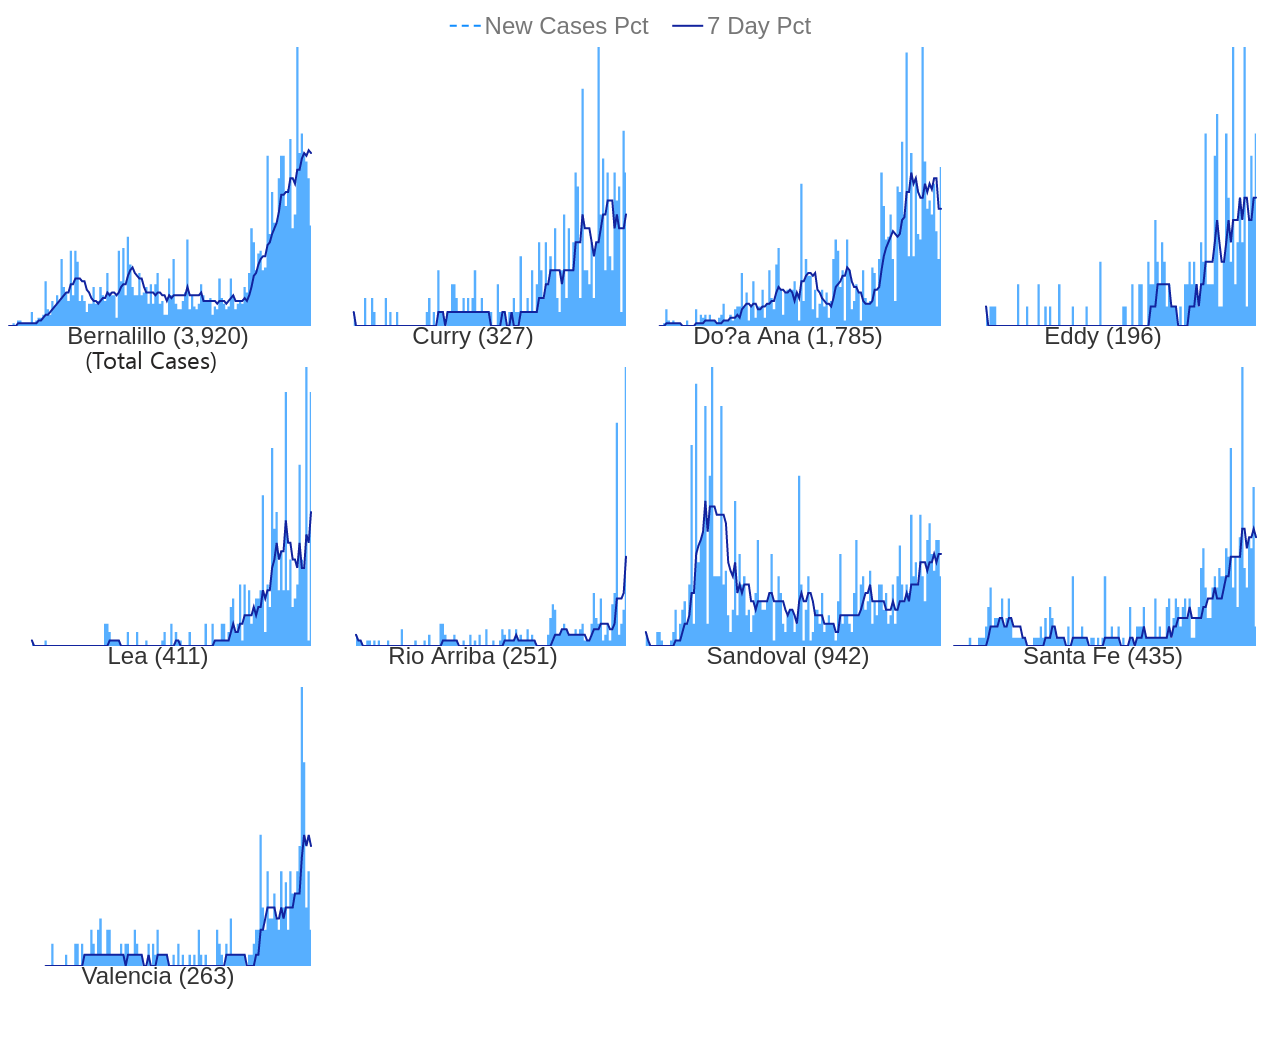 New Cases Pct 7 Day Pct
Bernalillo (3,920) Curry (327) Do?a Ana (1,785) Eddy (196)
(Total Cases)
Lea (411) Rio Arriba (251) Sandoval (942) Santa Fe (435)
Valencia (263)